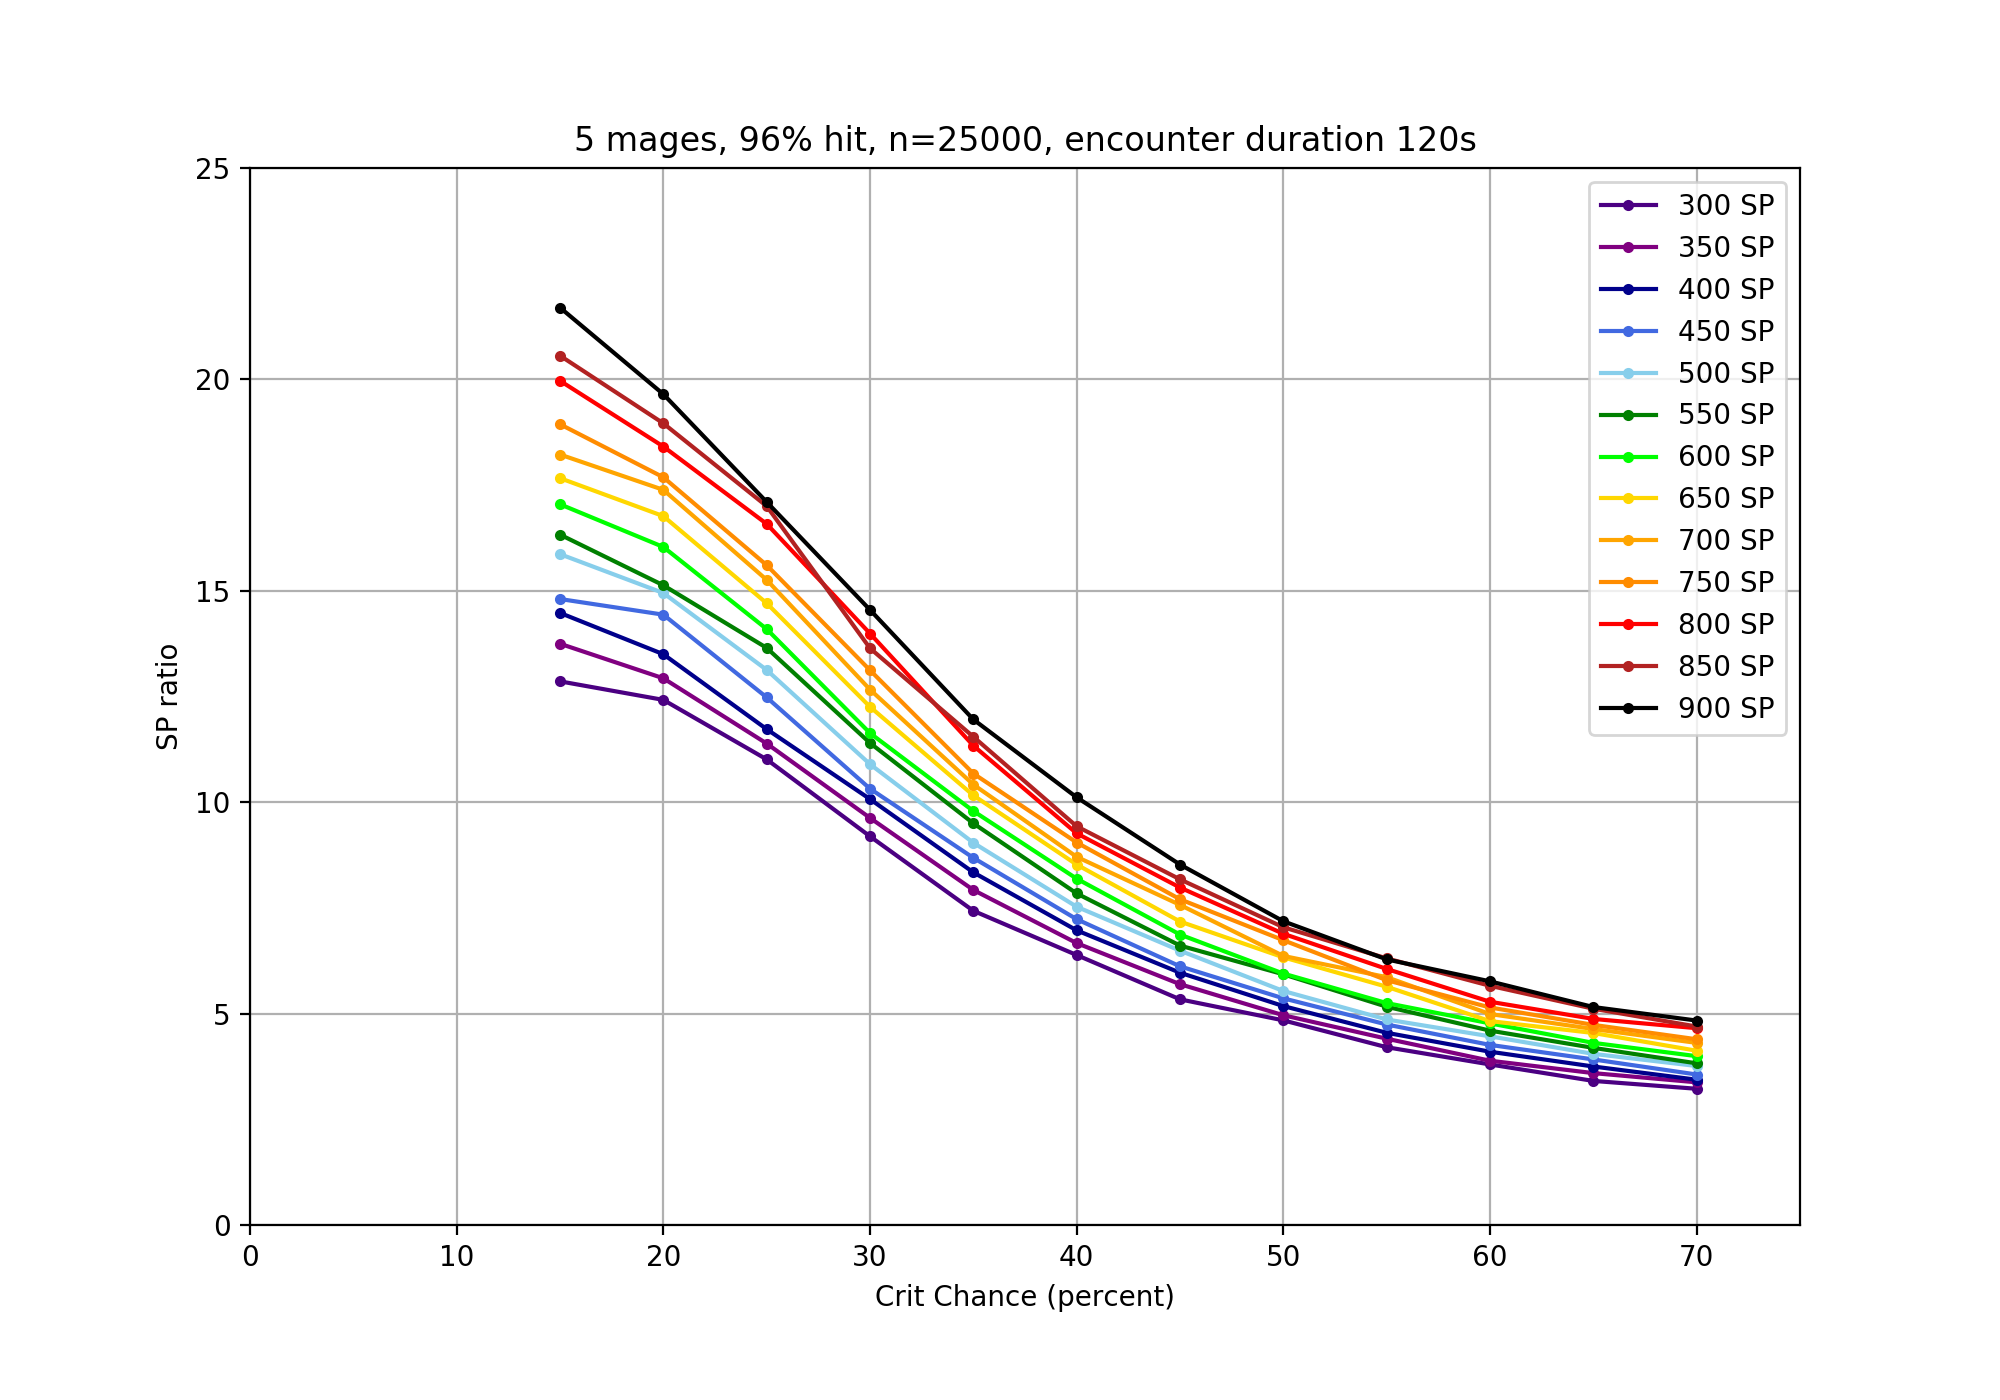 5 mages, 96% hit, n=25000, encounter duration 120s
25
20
15
10
5
0
SP ratio
0 10 20 30 40 50 60 70
Crit Chance (percent)
300 SP
350 SP
400 SP
450 SP
500 SP
550 SP
600 SP
650 SP
700 SP
750 SP
800 SP
850 SP
900 SP